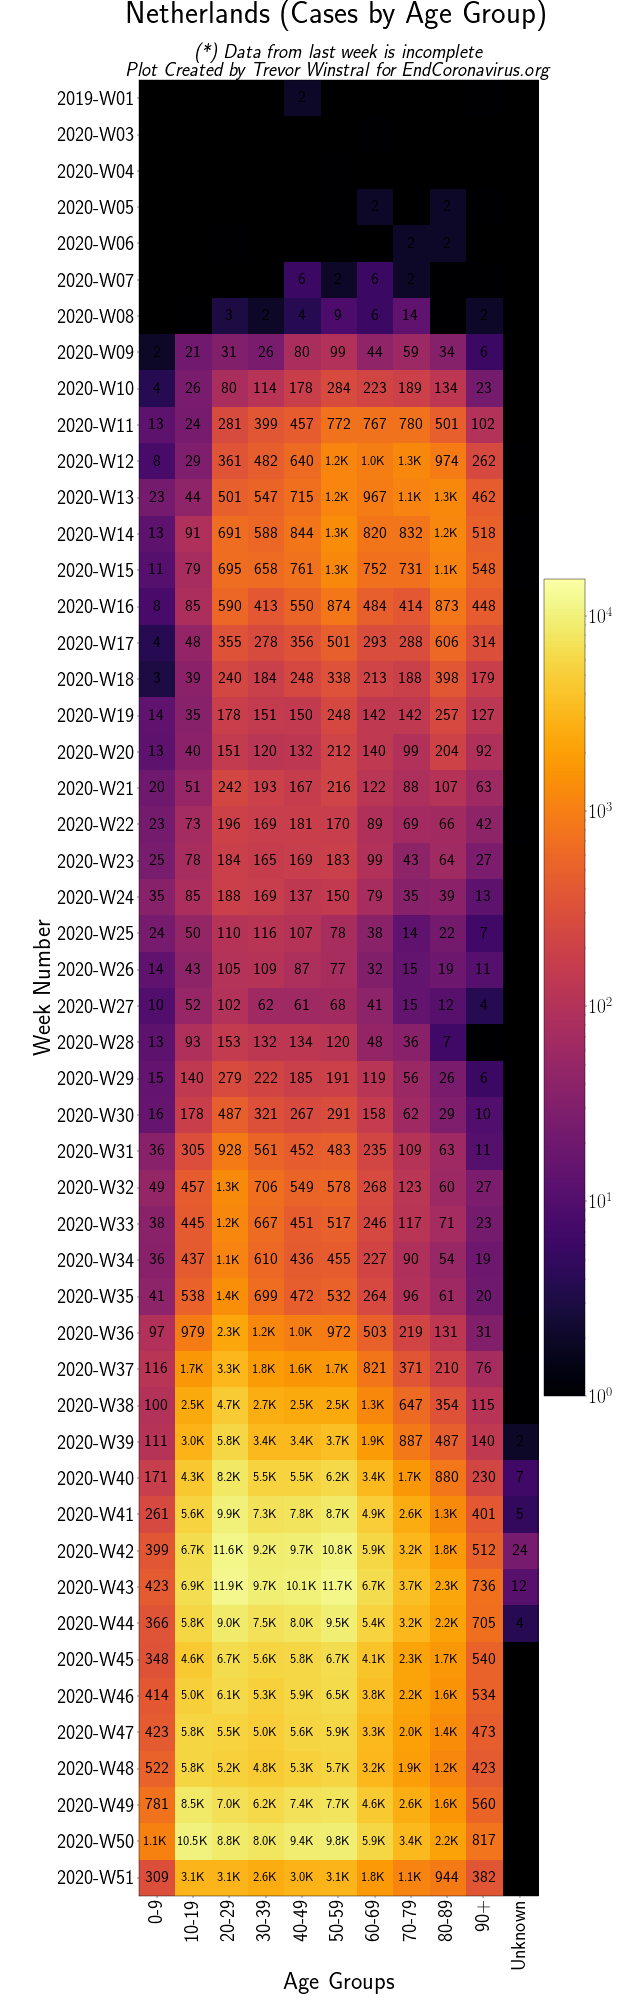 Netherlands (Cases by Age Group)
(*) Data from last week is incomplete
Plot Created by Trevor Winstral for EndCoronavirus.org
2019-W01 2
2020-W03
2020-W04
2020-W05 2 2
2020-W06 2 2
2020-W07 6 2 6 2
2020-W08 3 2 4 9 6 14 2
2020-W09 2 21 31 26 80 99 44 59 34 6
2020-W10 4 26 80 114 178 284 223 189 134 23
2020-W11 13 24 281 399 457 772 767 780 501 102
2020-W12 8 29 361 482 640 1.2K 1.0K 1.3K 974 262
2020-W13 23 44 501 547 715 1.2K 967 1.1K 1.3K 462
2020-W14 13 91 691 588 844 1.3K 820 832 1.2K 518
2020-W15 11 79 695 658 761 1.3K 752 731 1.1K 548
2020-W16 8 85 590 413 550 874 484 414 873 448
2020-W17 4 48 355 278 356 501 293 288 606 314
2020-W18 3 39 240 184 248 338 213 188 398 179
2020-W19 14 35 178 151 150 248 142 142 257 127
2020-W20 13 40 151 120 132 212 140 99 204 92
2020-W21 20 51 242 193 167 216 122 88 107 63
2020-W22 23 73 196 169 181 170 89 69 66 42
2020-W23 25 78 184 165 169 183 99 43 64 27
2020-W24 35 85 188 169 137 150 79 35 39 13
2020-W25 24 50 110 116 107 78 38 14 22 7
2020-W26 14 43 105 109 87 77 32 15 19 11
2020-W27 10 52 102 62 61 68 41 15 12 4
2020-W28 13 93 153 132 134 120 48 36 7
2020-W29 15 140 279 222 185 191 119 56 26 6
2020-W30 16 178 487 321 267 291 158 62 29 10
2020-W31 36 305 928 561 452 483 235 109 63 11
2020-W32 49 457 1.3K 706 549 578 268 123 60 27
2020-W33 38 445 1.2K 667 451 517 246 117 71 23
2020-W34 36 437 1.1K 610 436 455 227 90 54 19
2020-W35 41 538 1.4K 699 472 532 264 96 61 20
2020-W36 97 979 2.3K 1.2K 1.0K 972 503 219 131 31
2020-W37 116 1.7K 3.3K 1.8K 1.6K 1.7K 821 371 210 76
2020-W38 100 2.5K 4.7K 2.7K 2.5K 2.5K 1.3K 647 354 115
2020-W39 111 3.0K 5.8K 3.4K 3.4K 3.7K 1.9K 887 487 140 2
2020-W40 171 4.3K 8.2K 5.5K 5.5K 6.2K 3.4K 1.7K 880 230 7
2020-W41 261 5.6K 9.9K 7.3K 7.8K 8.7K 4.9K 2.6K 1.3K 401 5
2020-W42 399 6.7K 11.6K 9.2K 9.7K 10.8K 5.9K 3.2K 1.8K 512 24
2020-W43 423 6.9K 11.9K 9.7K 10.1K 11.7K 6.7K 3.7K 2.3K 736 12
2020-W44 366 5.8K 9.0K 7.5K 8.0K 9.5K 5.4K 3.2K 2.2K 705 4
2020-W45 348 4.6K 6.7K 5.6K 5.8K 6.7K 4.1K 2.3K 1.7K 540
2020-W46 414 5.0K 6.1K 5.3K 5.9K 6.5K 3.8K 2.2K 1.6K 534
2020-W47 423 5.8K 5.5K 5.0K 5.6K 5.9K 3.3K 2.0K 1.4K 473
2020-W48 522 5.8K 5.2K 4.8K 5.3K 5.7K 3.2K 1.9K 1.2K 423
2020-W49 781 8.5K 7.0K 6.2K 7.4K 7.7K 4.6K 2.6K 1.6K 560
2020-W50 1.1K 10.5K 8.8K 8.0K 9.4K 9.8K 5.9K 3.4K 2.2K 817
2020-W51 309 3.1K 3.1K 2.6K 3.0K 3.1K 1.8K 1.1K 944 382
0-9 10-19 20-29 30-39 40-49 50-59 60-69 70-79 80-89 90+ Unknown
Age Groups
Week Number
10⁴
10³
10²
10¹
10⁰